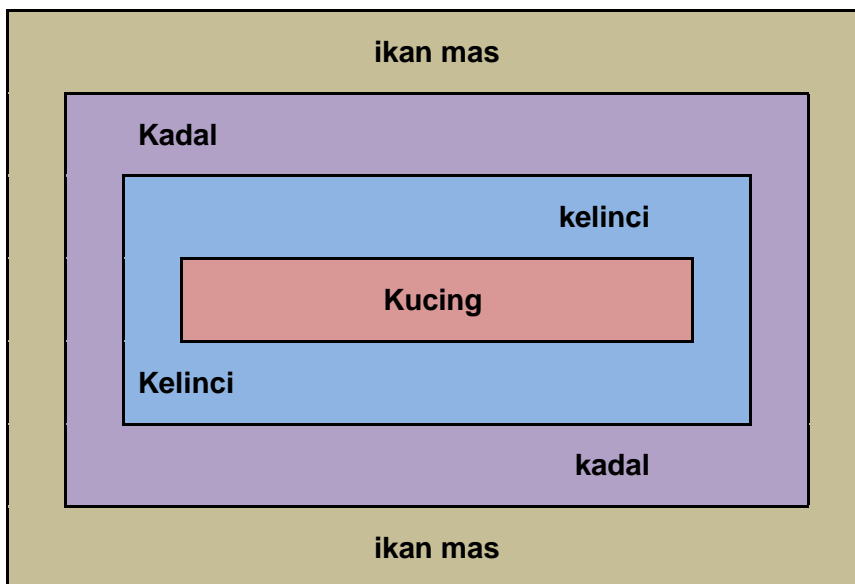 ikan mas
Kadal
kelinci
Kucing
Kelinci
kadal
ikan mas